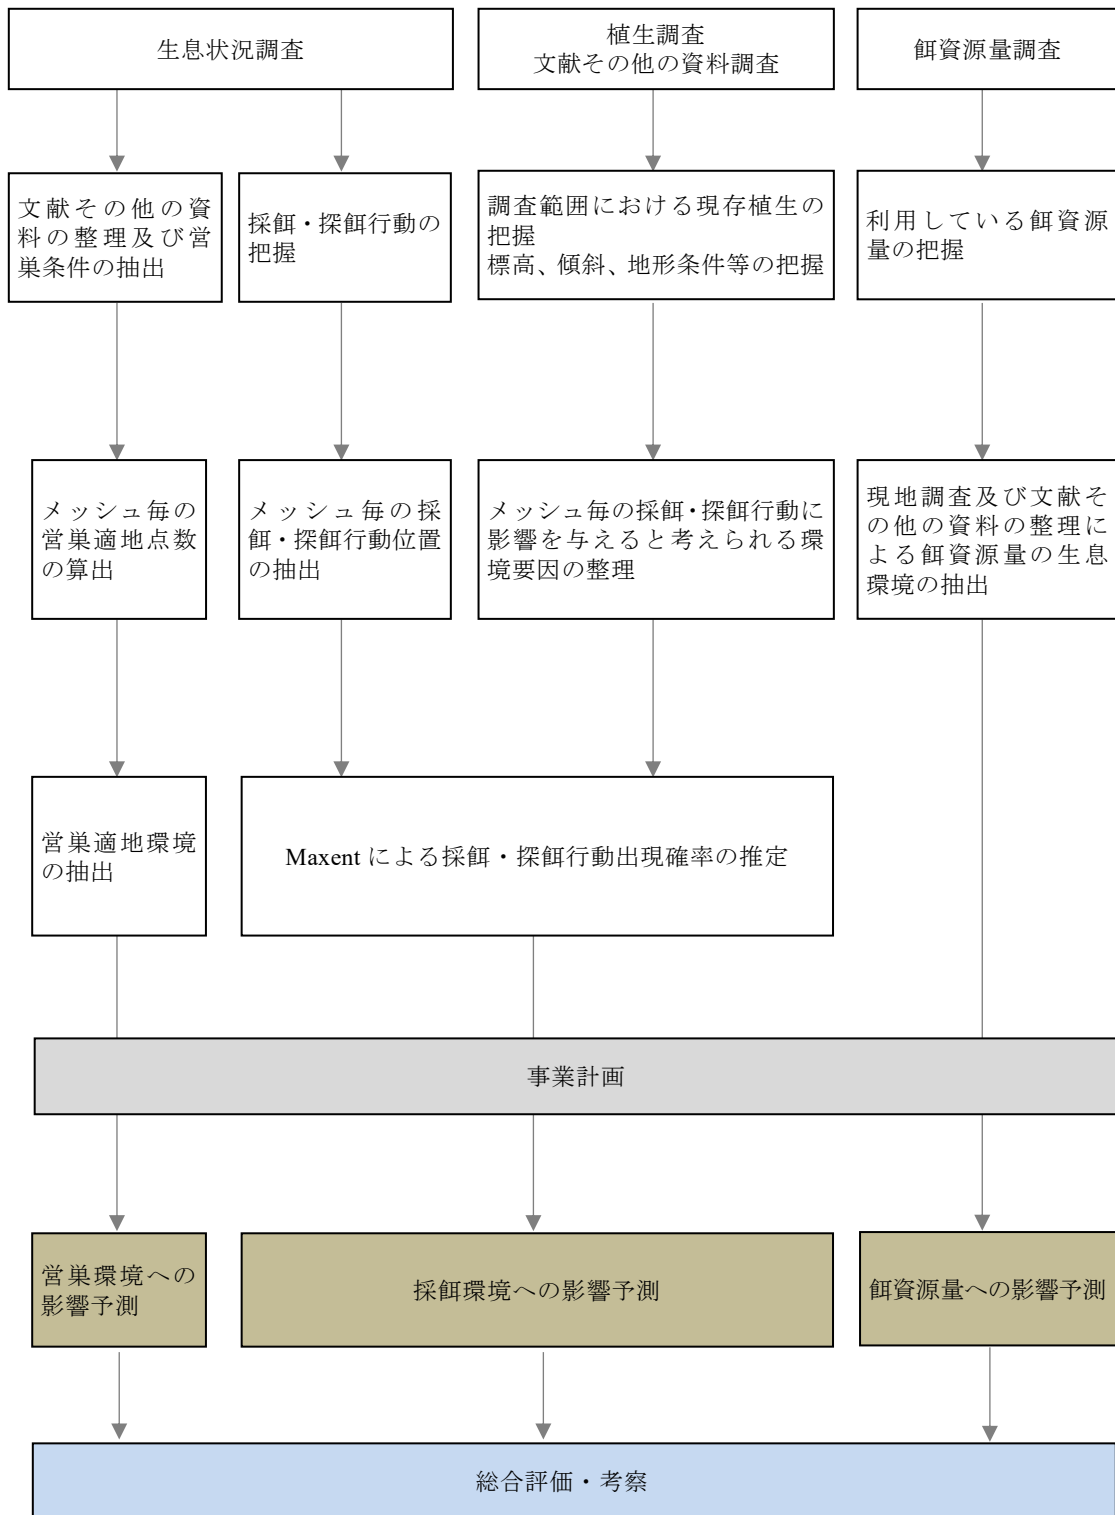 生息状況調査
植生調査
文献その他の資料調査
餌資源量調査
文献その他の資
料の整理及び営
巣条件の抽出
採餌・探餌行動の
把握
調査範囲における現存植生の
把握
標高、傾斜、地形条件等の把握
利用している餌資源
量の把握
メッシュ毎の
営巣適地点数
の算出
メッシュ毎の採
餌・探餌行動位置
の抽出
メッシュ毎の採餌・探餌行動に
影響を与えると考えられる環
境要因の整理
現地調査及び文献そ
の他の資料の整理に
よる餌資源量の生息
環境の抽出
営巣適地環境
の抽出
Maxent による採餌・探餌行動出現確率の推定
事業計画
営巣環境への
影響予測
採餌環境への影響予測
餌資源量への影響予測
総合評価・考察